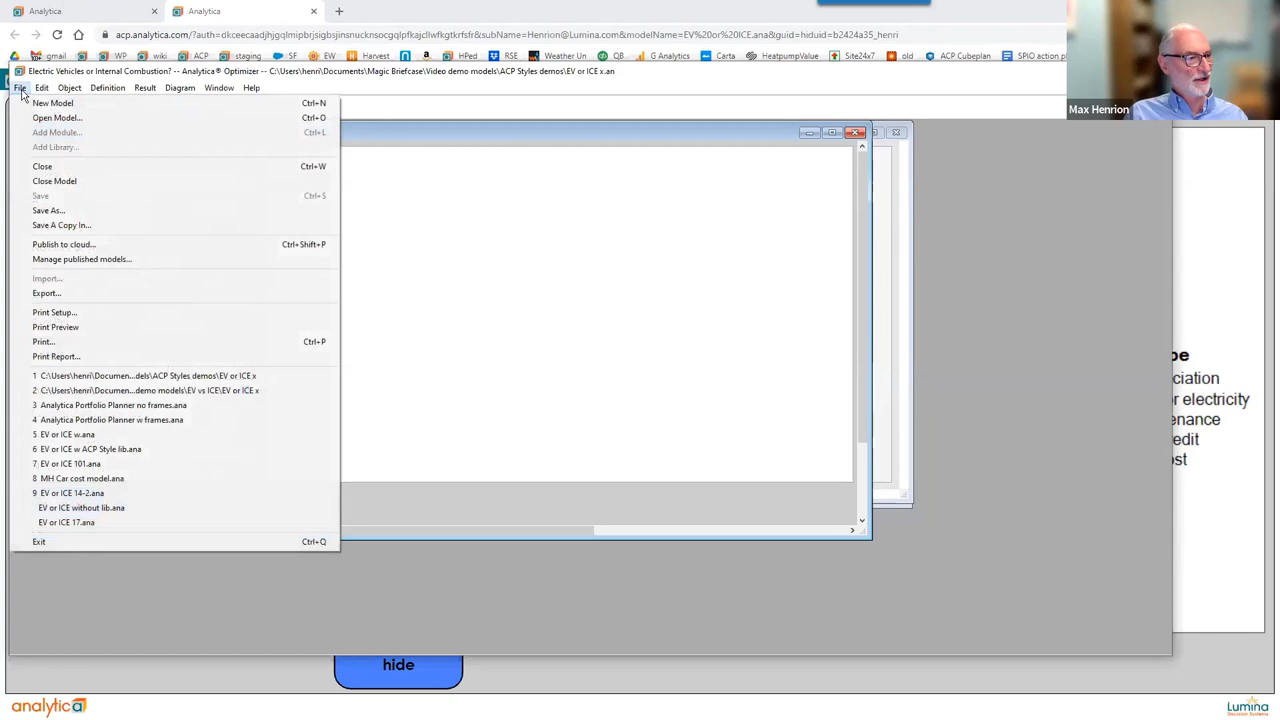 Analytica
Analytica
acp.analytica.com/?auth=dkceecaadjhjgqlmipbrjsigbsjinsnucknsocgqlpfkajcllwfkgtkrfsfr&subName=Henrion@Lumina.com&modelName=EV%20or%20ICE.ana&gui=guid&hiduid=b2424a35_henri
gmail WP wiki ACP staging EW Harvest HPed RSE Weather Un QB G Analytics Carta HeatpumpValue Site24x7 old ACP Cubeplan SPIO action pl
Electric Vehicles or Internal Combustion? -- Analytica® Optimizer -- C:\Users\henri\Documents\Magic Briefcase\Video demo models\ACP Styles demos\EV or ICE x.an
File Edit Object Definition Result Diagram Window Help
Max Henrion
New Model Ctrl+N
Open Model... Ctrl+O
Add Module... Ctrl+L
Add Library...
Close Ctrl+W
Close Model
Save Ctrl+S
Save As...
Save A Copy In...
Publish to cloud... Ctrl+Shift+P
Manage published models...
Import...
Export...
Print Setup...
Print Preview
Print... Ctrl+P
Print Report...
1 C:\Users\henri\Documen...dels\ACP Styles demos\EV or ICE x
2 C:\Users\henri\Documen...demo models\EV vs ICE\EV or ICE x
3 Analytica Portfolio Planner no frames.ana
4 Analytica Portfolio Planner w frames.ana
5 EV or ICE w.ana
6 EV or ICE w ACP Style lib.ana
7 EV or ICE 101.ana
8 MH Car cost model.ana
9 EV or ICE 14-2.ana
EV or ICE without lib.ana
EV or ICE 17.ana
Exit Ctrl+Q
pe
ciation
r electricity
enance
edit
st
hide
analytica
Lumina
Decision Systems